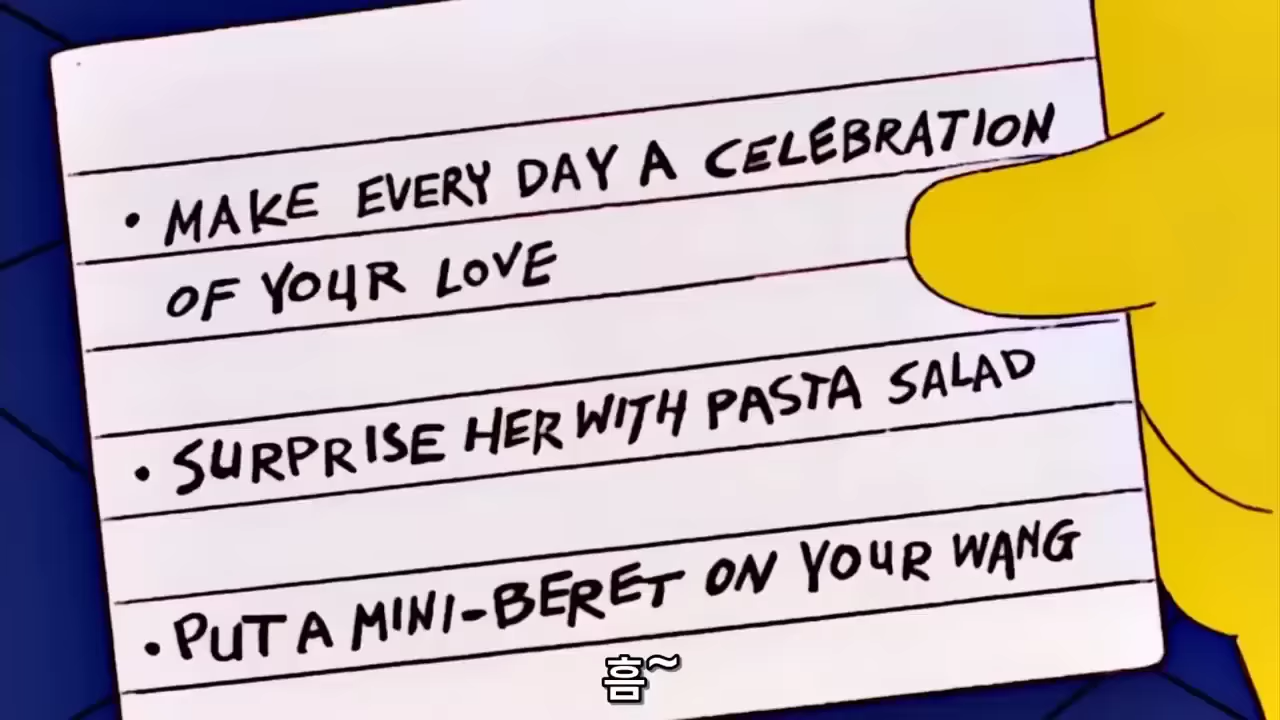 • MAKE EVERY DAY A CELEBRATION
OF YOUR LOVE
• SURPRISE HER WITH PASTA SALAD
• PUT A MINI-BERET ON YOUR WANG
흠~